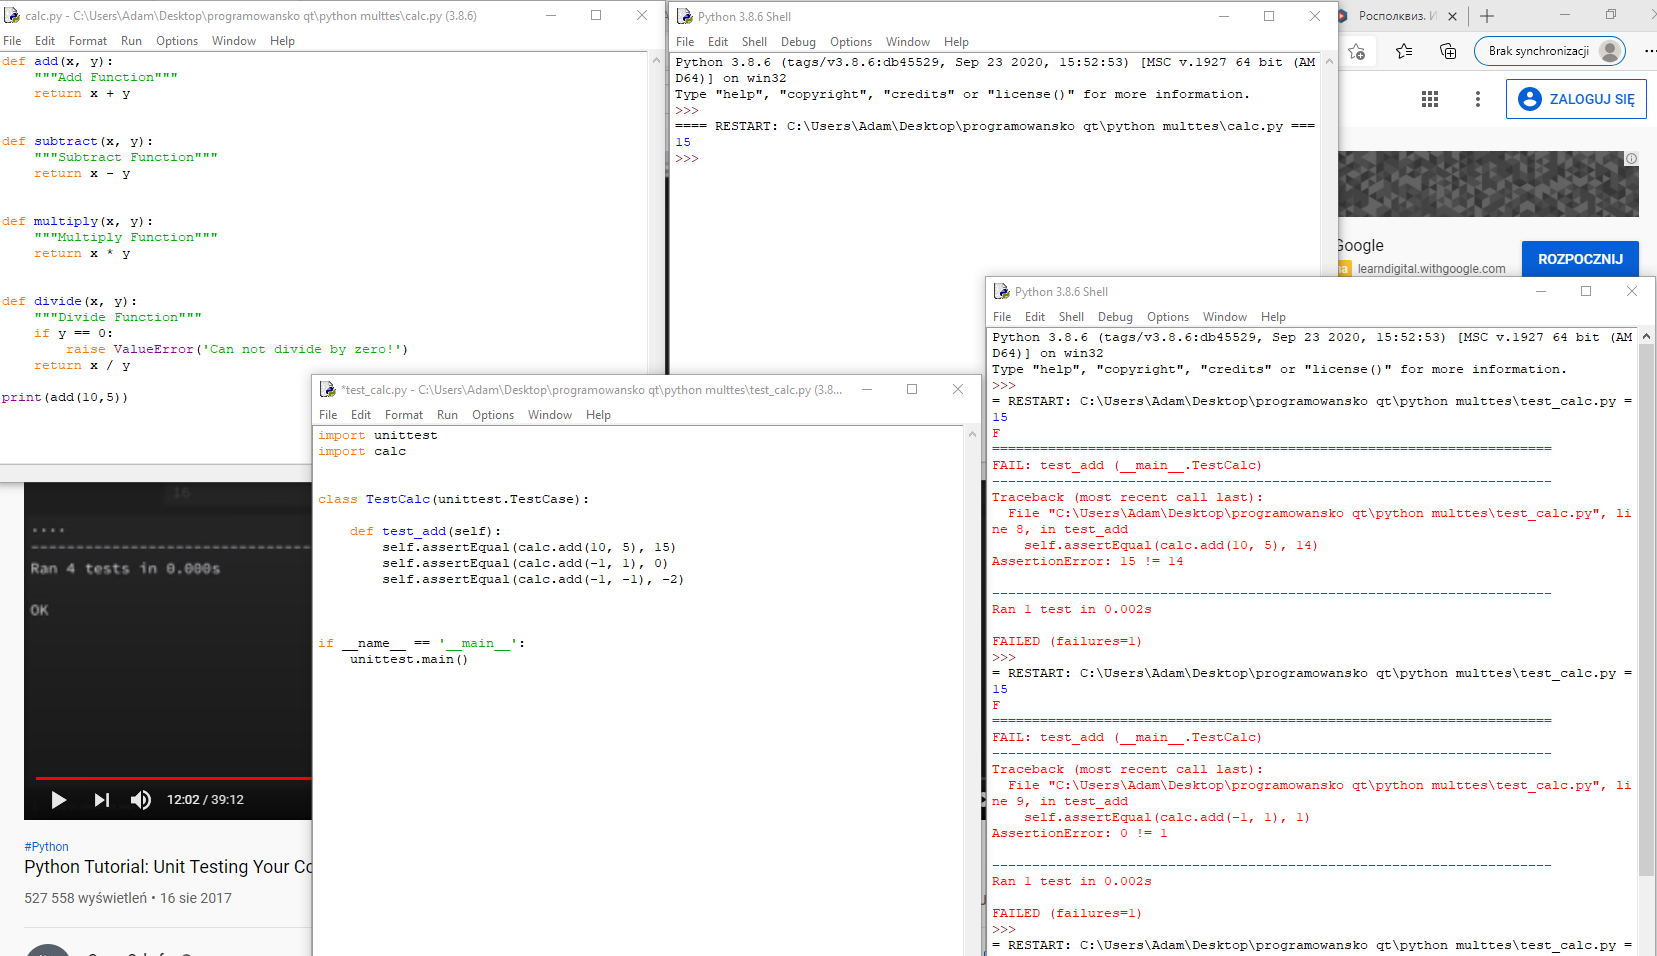 calc.py - C:\Users\Adam\Desktop\programowansko qt\python multtes\calc.py (3.8.6)
File Edit Format Run Options Window Help
def add(x, y):
    """Add Function"""
    return x + y
def subtract(x, y):
    """Subtract Function"""
    return x - y
def multiply(x, y):
    """Multiply Function"""
    return x * y
def divide(x, y):
    """Divide Function"""
    if y == 0:
        raise ValueError('Can not divide by zero!')
    return x / y
print(add(10,5))
Python 3.8.6 Shell
File Edit Shell Debug Options Window Help
Python 3.8.6 (tags/v3.8.6:db45529, Sep 23 2020, 15:52:53) [MSC v.1927 64 bit (AM
D64)] on win32
Type "help", "copyright", "credits" or "license()" for more information.
>>>
==== RESTART: C:\Users\Adam\Desktop\programowansko qt\python multtes\calc.py ===
15
>>>
Росполквиз.
Brak synchronizacji
ZALOGUJ SIĘ
Google
learndigital.withgoogle.com
ROZPOCZNIJ
*test_calc.py - C:\Users\Adam\Desktop\programowansko qt\python multtes\test_calc.py (3.8...
File Edit Format Run Options Window Help
import unittest
import calc
class TestCalc(unittest.TestCase):
    def test_add(self):
        self.assertEqual(calc.add(10, 5), 15)
        self.assertEqual(calc.add(-1, 1), 0)
        self.assertEqual(calc.add(-1, -1), -2)
if __name__ == '__main__':
    unittest.main()
Python 3.8.6 Shell
File Edit Shell Debug Options Window Help
Python 3.8.6 (tags/v3.8.6:db45529, Sep 23 2020, 15:52:53) [MSC v.1927 64 bit (AM
D64)] on win32
Type "help", "copyright", "credits" or "license()" for more information.
>>>
= RESTART: C:\Users\Adam\Desktop\programowansko qt\python multtes\test_calc.py =
15
F
======================================================================
FAIL: test_add (__main__.TestCalc)
----------------------------------------------------------------------
Traceback (most recent call last):
  File "C:\Users\Adam\Desktop\programowansko qt\python multtes\test_calc.py", li
ne 8, in test_add
    self.assertEqual(calc.add(10, 5), 14)
AssertionError: 15 != 14
----------------------------------------------------------------------
Ran 1 test in 0.002s
FAILED (failures=1)
>>>
= RESTART: C:\Users\Adam\Desktop\programowansko qt\python multtes\test_calc.py =
15
F
======================================================================
FAIL: test_add (__main__.TestCalc)
----------------------------------------------------------------------
Traceback (most recent call last):
  File "C:\Users\Adam\Desktop\programowansko qt\python multtes\test_calc.py", li
ne 9, in test_add
    self.assertEqual(calc.add(-1, 1), 1)
AssertionError: 0 != 1
----------------------------------------------------------------------
Ran 1 test in 0.002s
FAILED (failures=1)
>>>
= RESTART: C:\Users\Adam\Desktop\programowansko qt\python multtes\test_calc.py =
16
....
Ran 4 tests in 0.000s
OK
12:02 / 39:12
#Python
Python Tutorial: Unit Testing Your
527 558 wyświetleń • 16 sie 2017